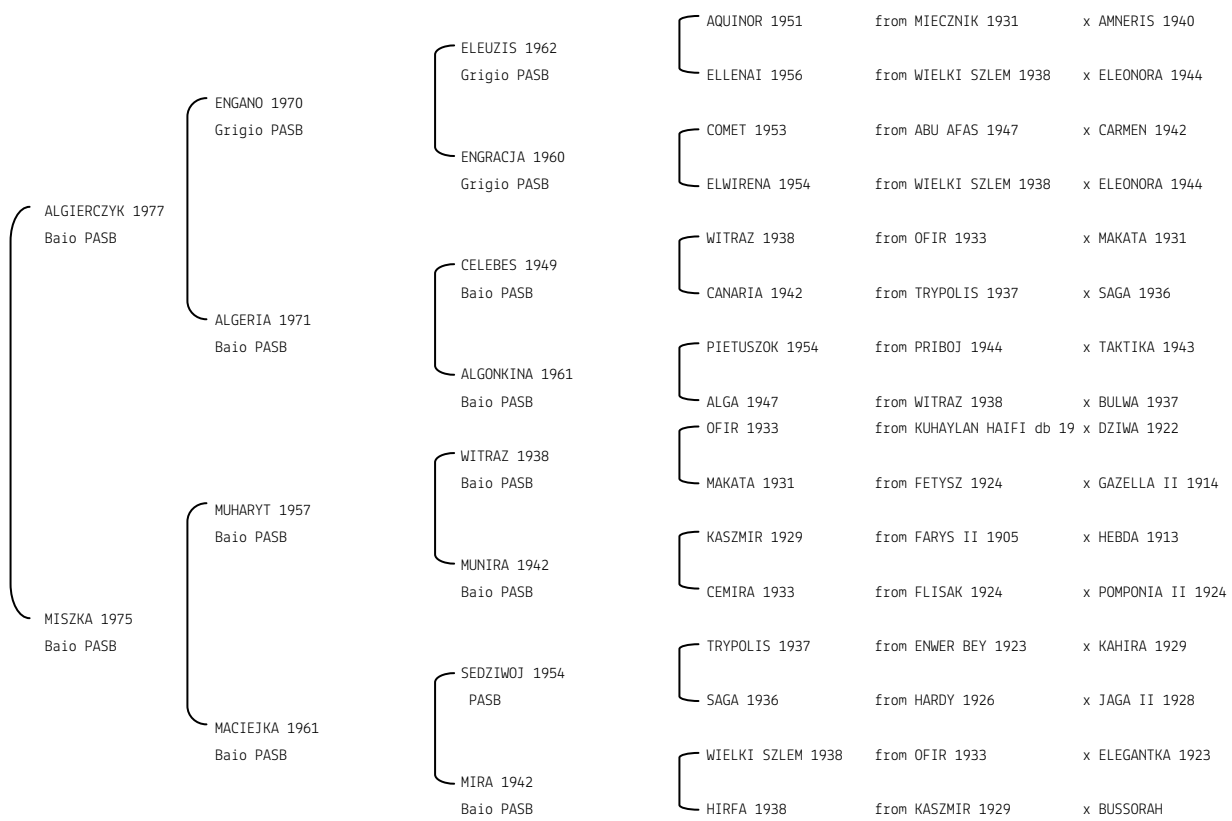 AQUINOR 1951 from MIECZNIK 1931 x AMNERIS 1940
ELEUZIS 1962
Grigio PASB
ELLENAI 1956 from WIELKI SZLEM 1938 x ELEONORA 1944
ENGANO 1970
Grigio PASB
COMET 1953 from ABU AFAS 1947 x CARMEN 1942
ENGRACJA 1960
Grigio PASB
ELWIRENA 1954 from WIELKI SZLEM 1938 x ELEONORA 1944
ALGIERCZYK 1977
Baio PASB
WITRAZ 1938 from OFIR 1933 x MAKATA 1931
CELEBES 1949
Baio PASB
CANARIA 1942 from TRYPOLIS 1937 x SAGA 1936
ALGERIA 1971
Baio PASB
PIETUSZOK 1954 from PRIBOJ 1944 x TAKTIKA 1943
ALGONKINA 1961
Baio PASB
ALGA 1947 from WITRAZ 1938 x BULWA 1937
OFIR 1933 from KUHAYLAN HAIFI db 19 x DZIWA 1922
WITRAZ 1938
Baio PASB
MAKATA 1931 from FETYSZ 1924 x GAZELLA II 1914
MUHARYT 1957
Baio PASB
KASZMIR 1929 from FARYS II 1905 x HEBDA 1913
MUNIRA 1942
Baio PASB
CEMIRA 1933 from FLISAK 1924 x POMPONIA II 1924
MISZKA 1975
Baio PASB
TRYPOLIS 1937 from ENWER BEY 1923 x KAHIRA 1929
SEDZIWOJ 1954
PASB
SAGA 1936 from HARDY 1926 x JAGA II 1928
MACIEJKA 1961
Baio PASB
WIELKI SZLEM 1938 from OFIR 1933 x ELEGANTKA 1923
MIRA 1942
Baio PASB
HIRFA 1938 from KASZMIR 1929 x BUSSORAH